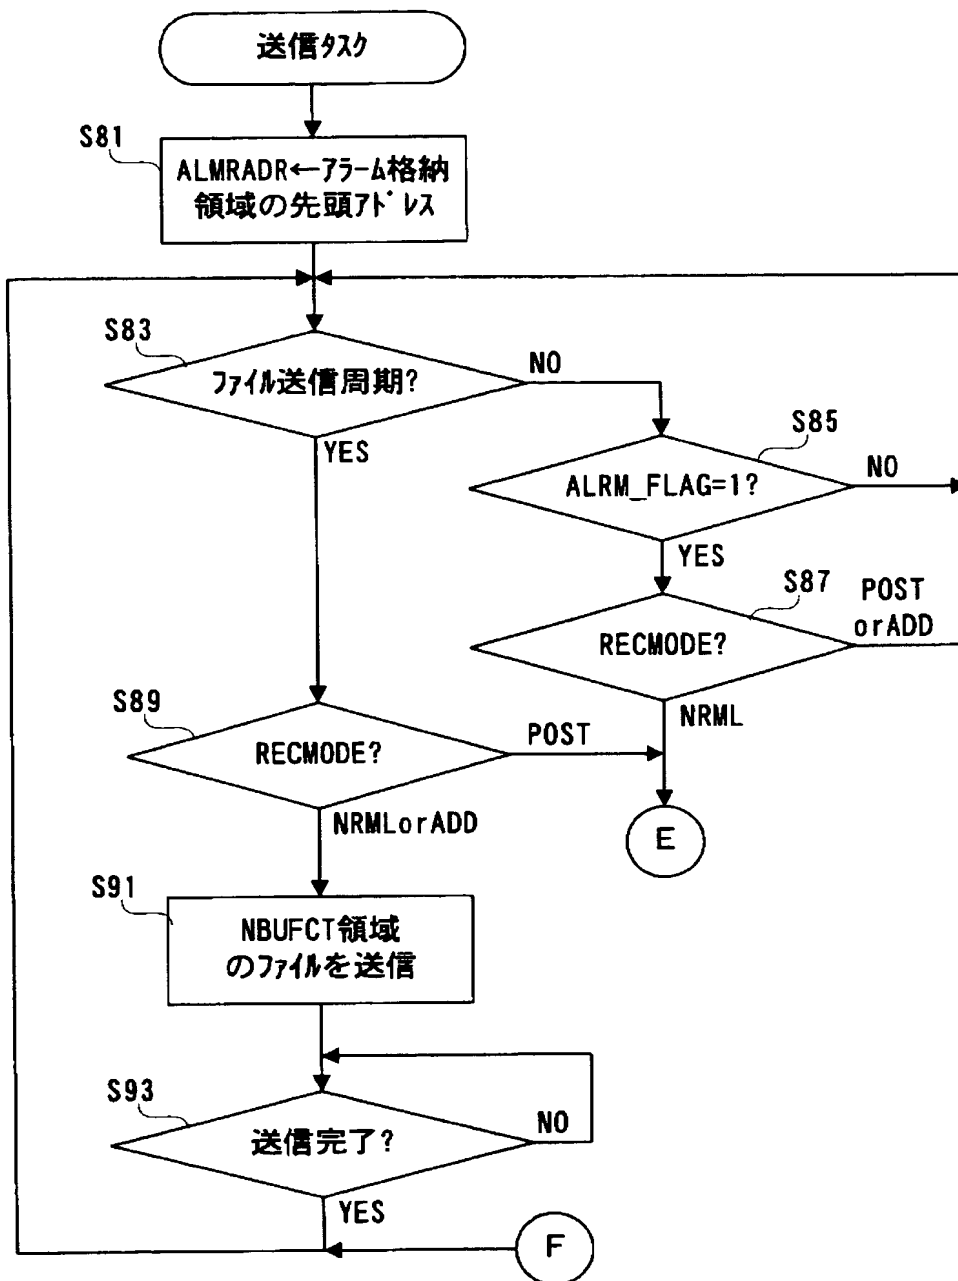 送信タスク
S81
ALMRADR←アラーム格納
領域の先頭アドレス
S83
ファイル送信周期?
NO
YES
S85
ALRM_FLAG=1?
NO
YES
S87
RECMODE?
POST
orADD
NRML
S89
RECMODE?
POST
NRMLorADD
E
S91
NBUFCT領域
のファイルを送信
S93
送信完了?
NO
YES
F